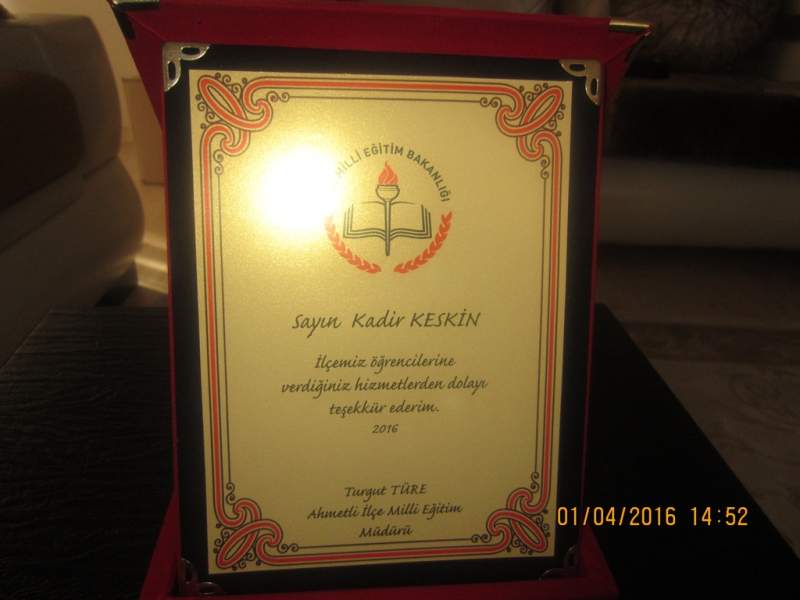 MİLLİ EĞİTİM BAKANLIĞI
Sayın Kadir KESKİN
İlçemiz öğrencilerine
verdiğiniz hizmetlerden dolayı
teşekkür ederim.
2016
Turgut TÜRE
Ahmetli İlçe Milli Eğitim
Müdürü
01/04/2016 14:52